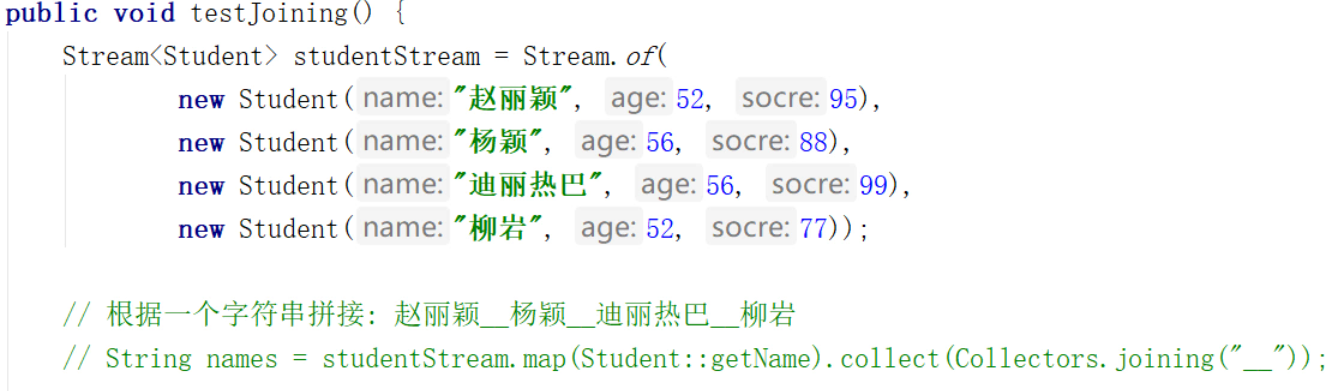 public void testJoining() {
Stream<Student> studentStream = Stream.of(
new Student( name: "赵丽颖", age: 52, socre: 95),
new Student( name: "杨颖", age: 56, socre: 88),
new Student( name: "迪丽热巴", age: 56, socre: 99),
new Student( name: "柳岩", age: 52, socre: 77));
// 根据一个字符串拼接: 赵丽颖__杨颖__迪丽热巴__柳岩
// String names = studentStream.map(Student::getName).collect(Collectors.joining("__"));